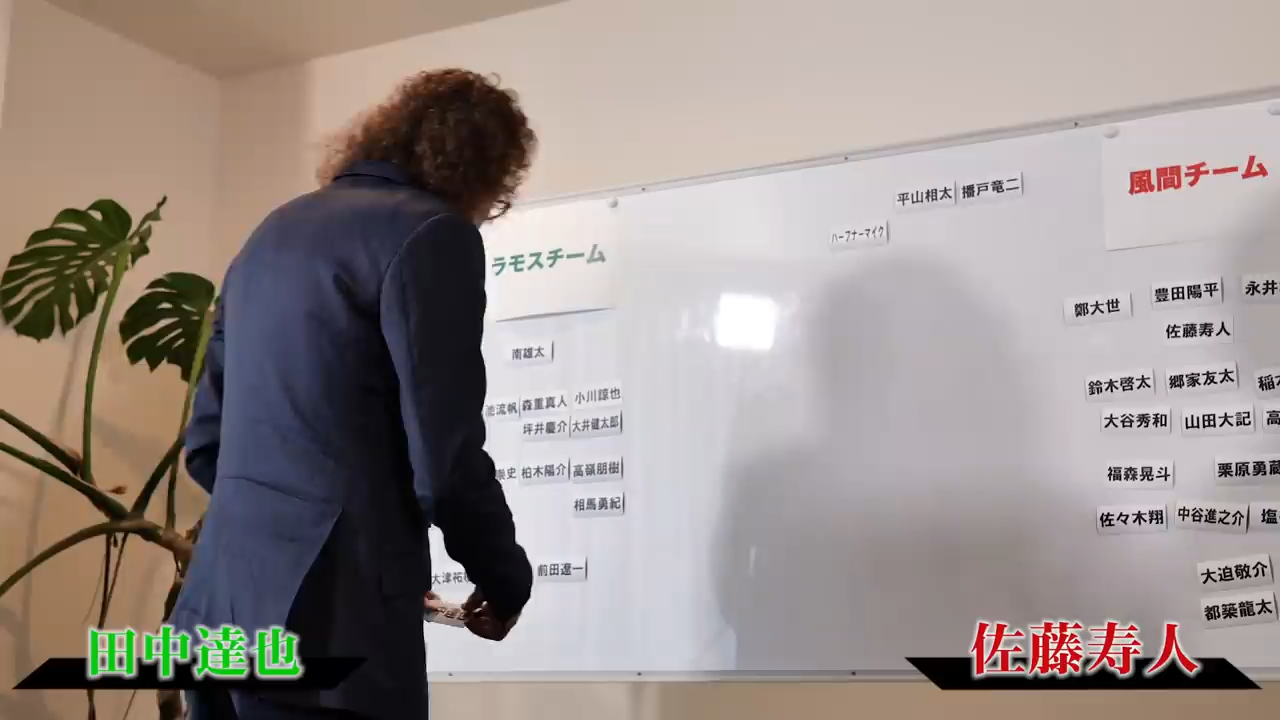 平山相太 播戸竜二
ハーフナーマイク
風間チーム
ラモスチーム
南雄太
森重真人 小川諒也
坪井慶介 大井健太郎
柏木陽介 高嶺朋樹
相馬勇紀
前田遼一
鄭大世 豊田陽平 永井
佐藤寿人
鈴木啓太 郷家友太
大谷秀和 山田大記
福森晃斗 栗原勇蔵
佐々木翔 中谷進之介
大迫敬介
都築龍太
田中達也
佐藤寿人